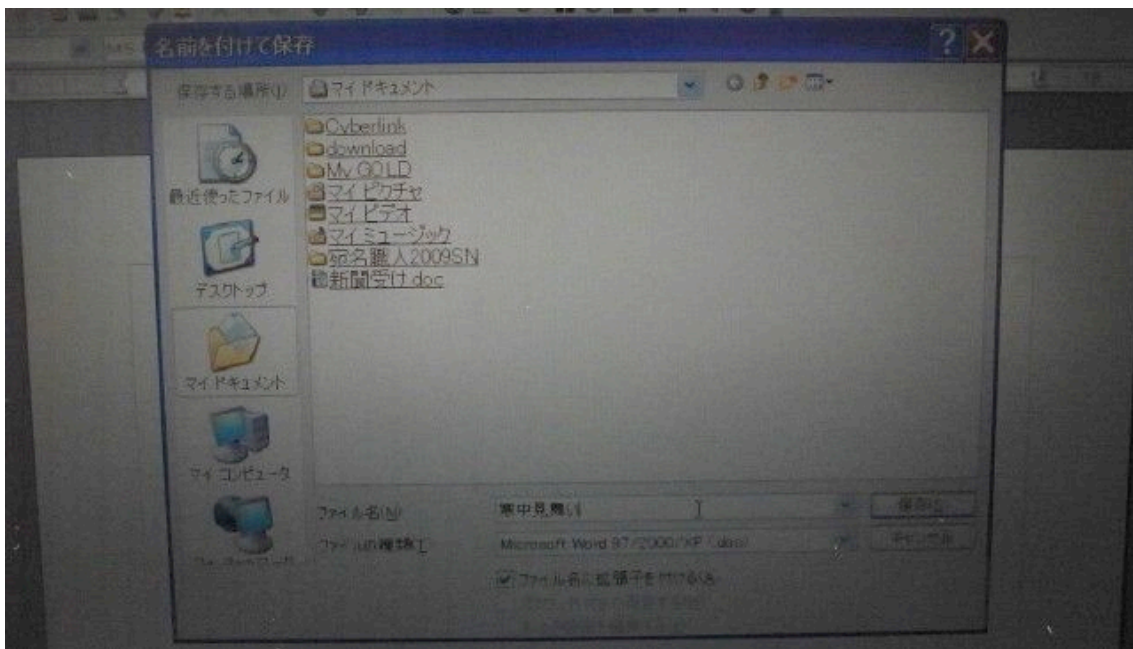 名前を付けて保存
保存する場所(I)
マイ ドキュメント
Cyberlink
download
My GOLD
マイ ピクチャ
マイ ビデオ
マイ ミュージック
宛名職人2009SN
新聞受け.doc
最近使ったファイル
デスクトップ
マイ ドキュメント
マイ コンピュータ
ファイル名(N)
寒中見舞い
保存(S)
ファイルの種類(T)
Microsoft Word 97/2000/XP (.doc)
キャンセル
ファイル名に拡張子を付ける(A)